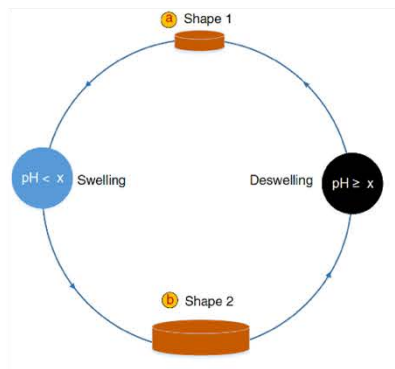 a Shape 1
pH < x Swelling
Deswelling pH ≥ x
b Shape 2